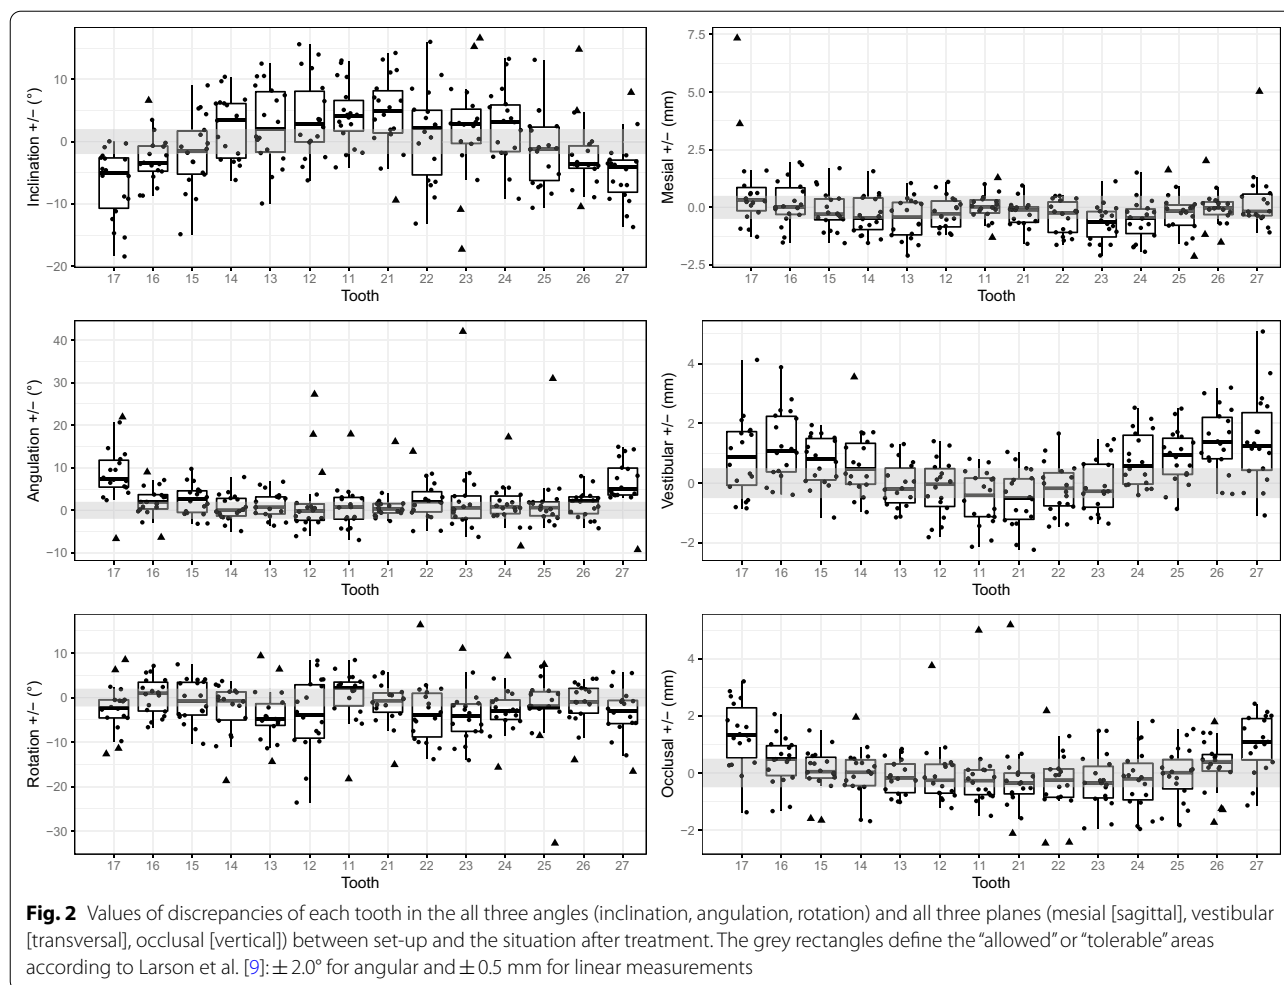 Inclination +/− (°)
10
0
−10
−20
17 16 15 14 13 12 11 21 22 23 24 25 26 27
Tooth
Mesial +/− (mm)
7.5
5.0
2.5
0.0
−2.5
17 16 15 14 13 12 11 21 22 23 24 25 26 27
Tooth
Angulation +/− (°)
40
30
20
10
0
−10
17 16 15 14 13 12 11 21 22 23 24 25 26 27
Tooth
Vestibular +/− (mm)
4
2
0
−2
17 16 15 14 13 12 11 21 22 23 24 25 26 27
Tooth
Rotation +/− (°)
10
0
−10
−20
−30
17 16 15 14 13 12 11 21 22 23 24 25 26 27
Tooth
Occlusal +/− (mm)
4
2
0
−2
17 16 15 14 13 12 11 21 22 23 24 25 26 27
Tooth
Fig. 2 Values of discrepancies of each tooth in the all three angles (inclination, angulation, rotation) and all three planes (mesial [sagittal], vestibular
[transversal], occlusal [vertical]) between set-up and the situation after treatment. The grey rectangles define the “allowed” or “tolerable” areas
according to Larson et al. [9]: ± 2.0° for angular and ± 0.5 mm for linear measurements